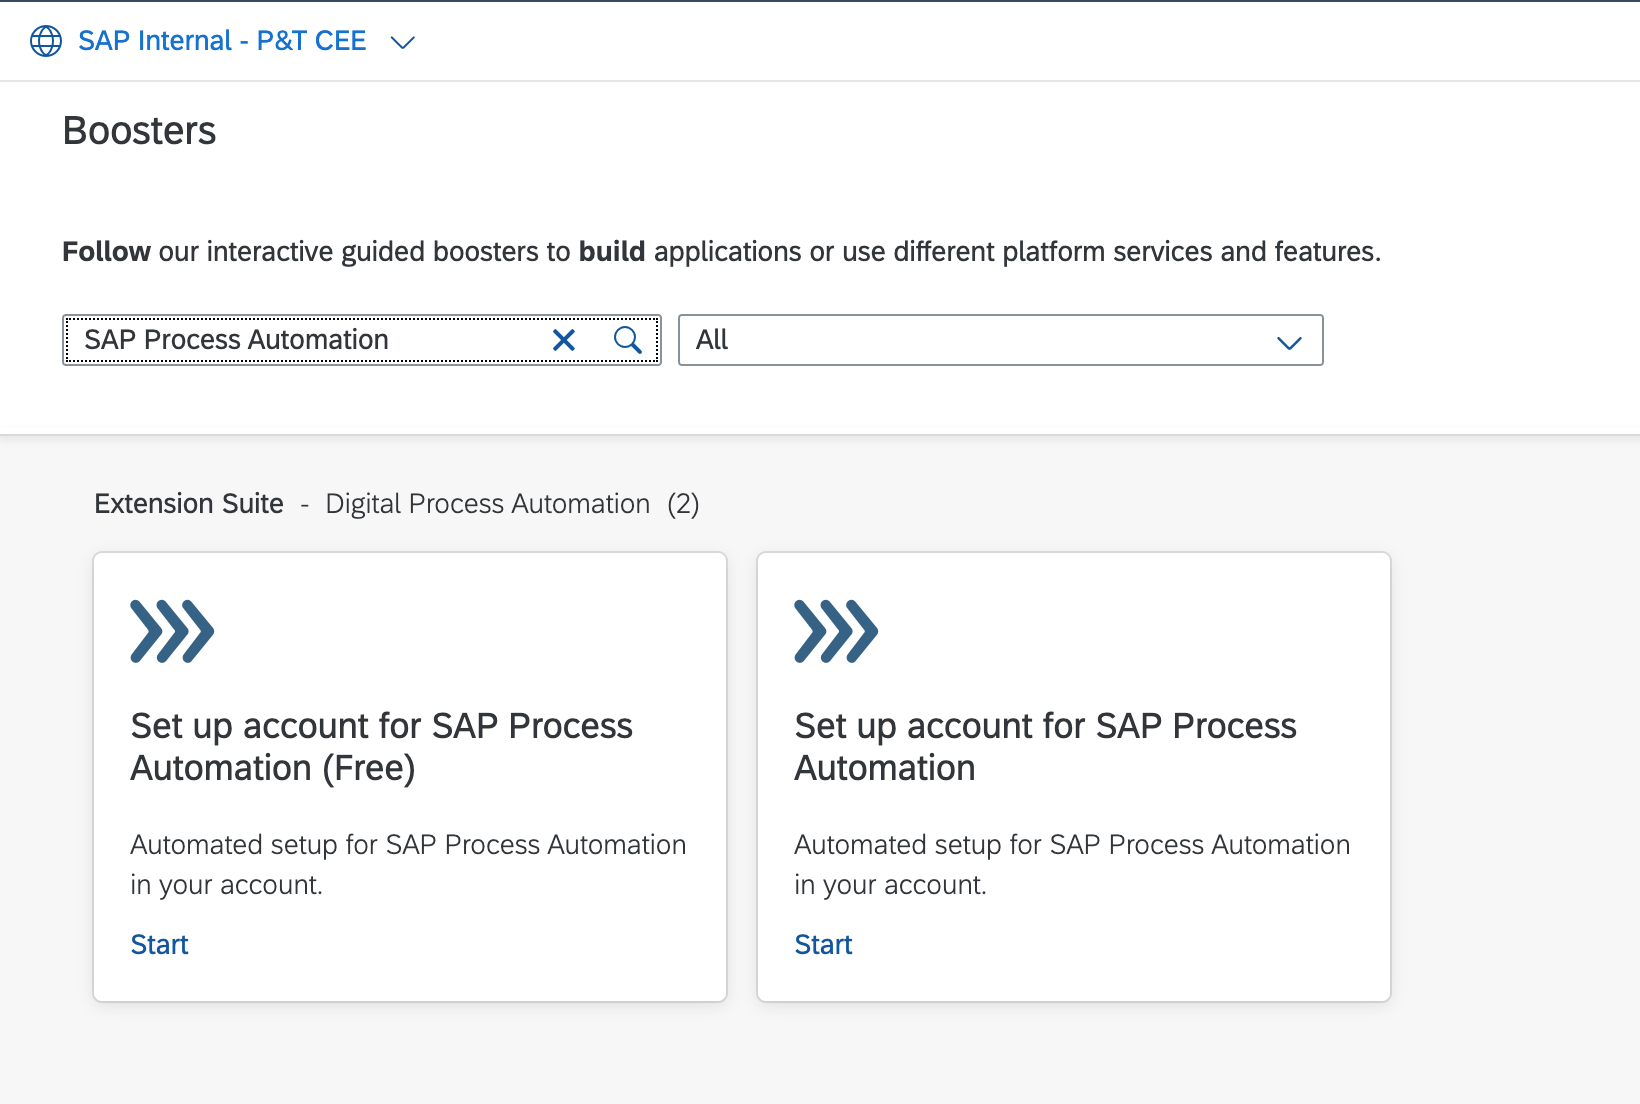 SAP Internal - P&T CEE
Boosters
Follow our interactive guided boosters to build applications or use different platform services and features.
SAP Process Automation
All
Extension Suite - Digital Process Automation (2)
Set up account for SAP Process
Automation (Free)
Automated setup for SAP Process Automation
in your account.
Start
Set up account for SAP Process
Automation
Automated setup for SAP Process Automation
in your account.
Start